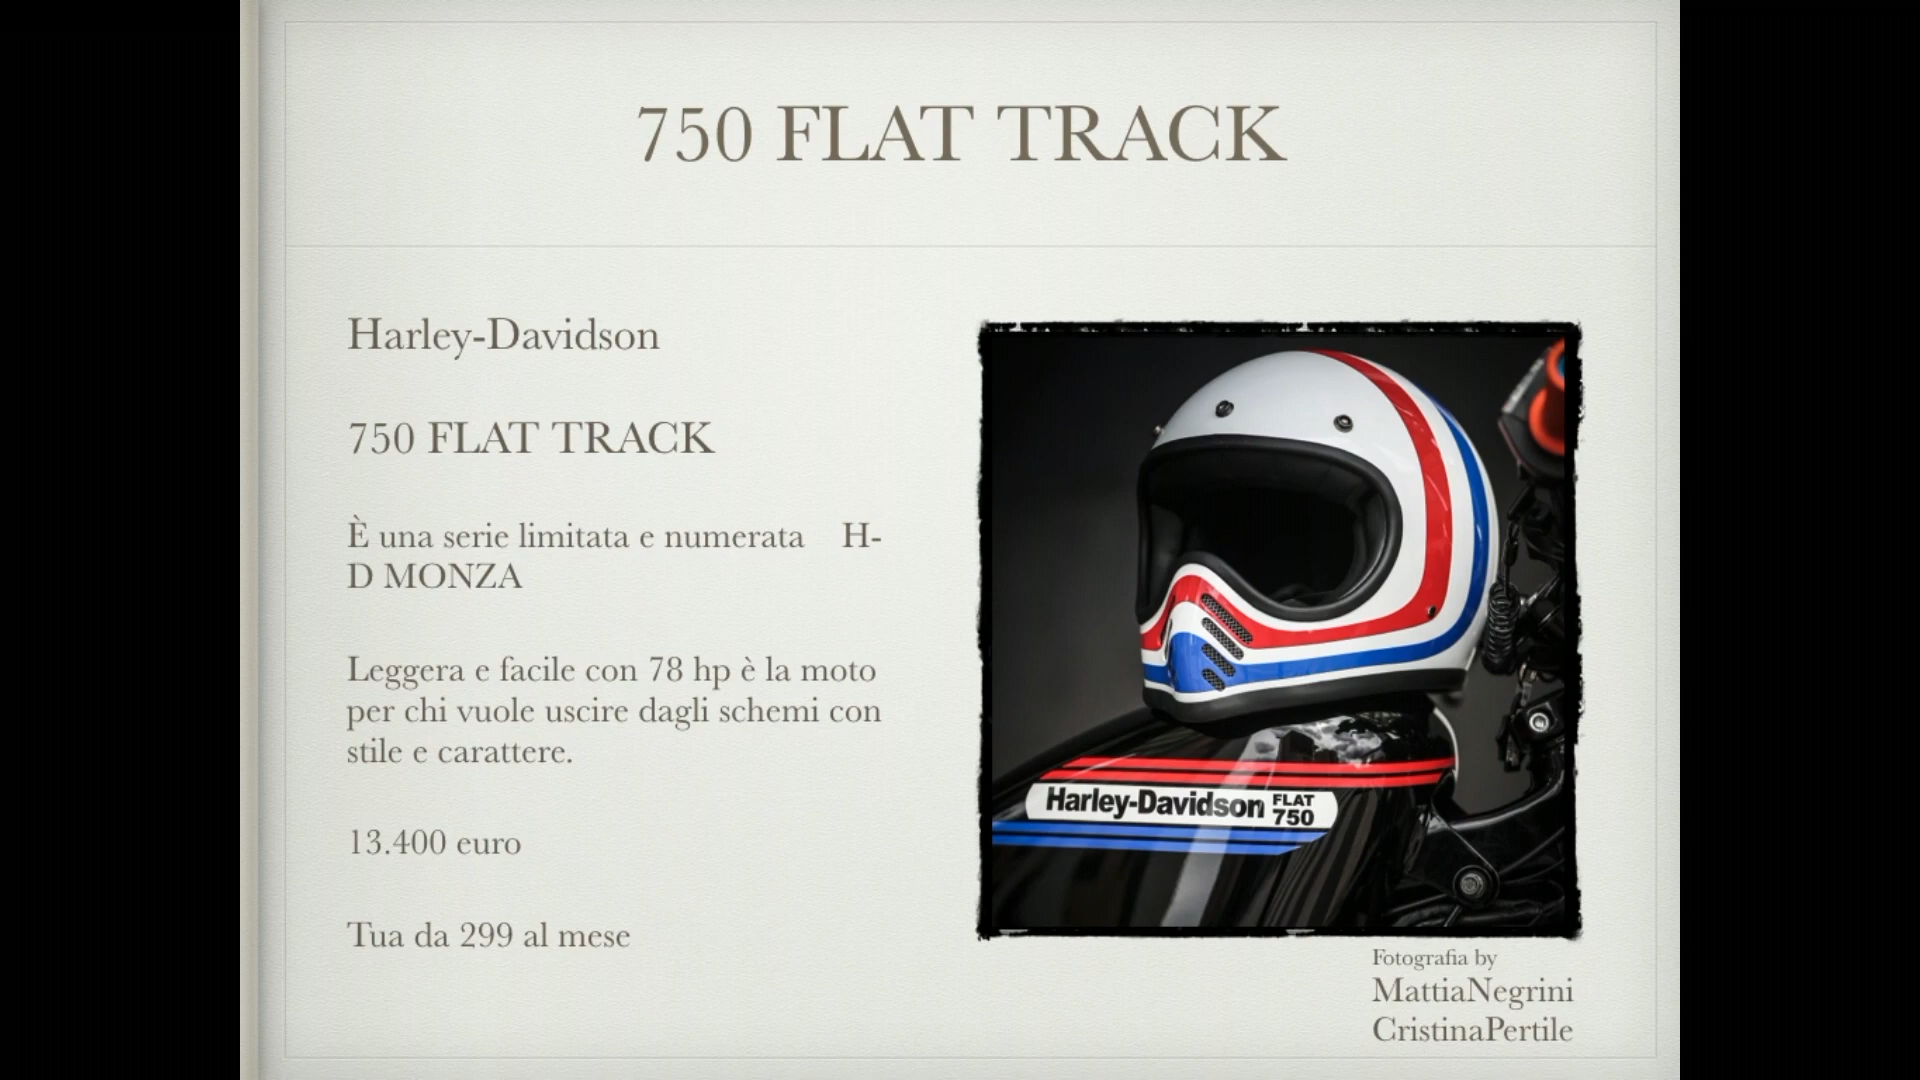 750 FLAT TRACK
Harley-Davidson
750 FLAT TRACK
È una serie limitata e numerata H-
D MONZA
Leggera e facile con 78 hp è la moto
per chi vuole uscire dagli schemi con
stile e carattere.
13.400 euro
Tua da 299 al mese
Harley-Davidson FLAT
750
Fotografia by
MattiaNegrini
CristinaPertile